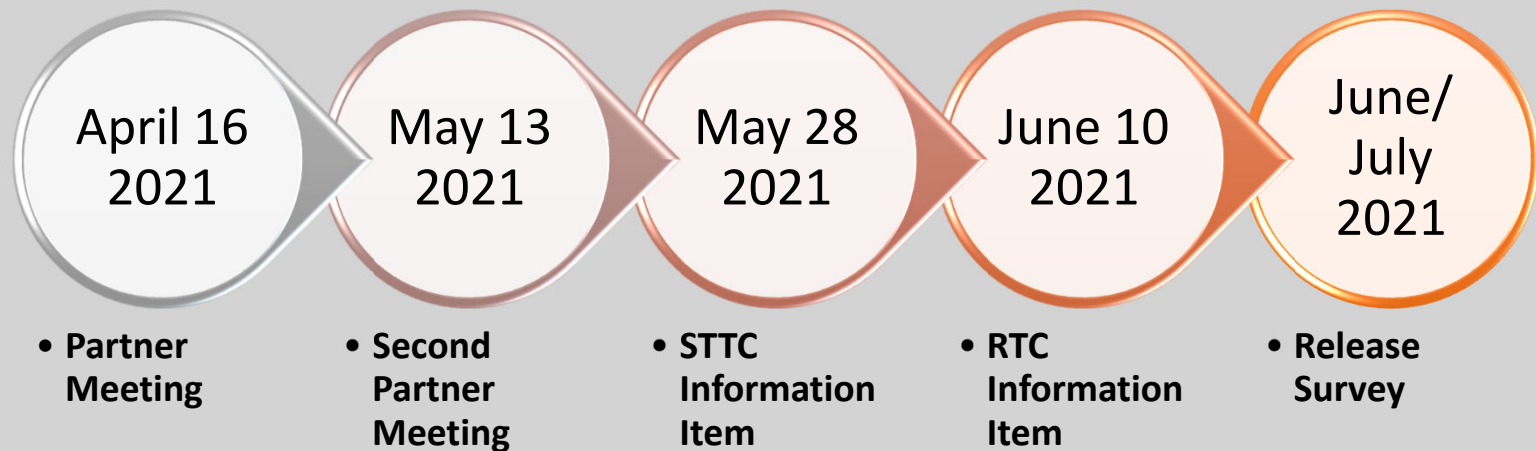 April 16
2021
May 13
2021
May 28
2021
June 10
2021
June/
July
2021
• Partner
Meeting
• Second
Partner
Meeting
• STTC
Information
Item
• RTC
Information
Item
• Release
Survey